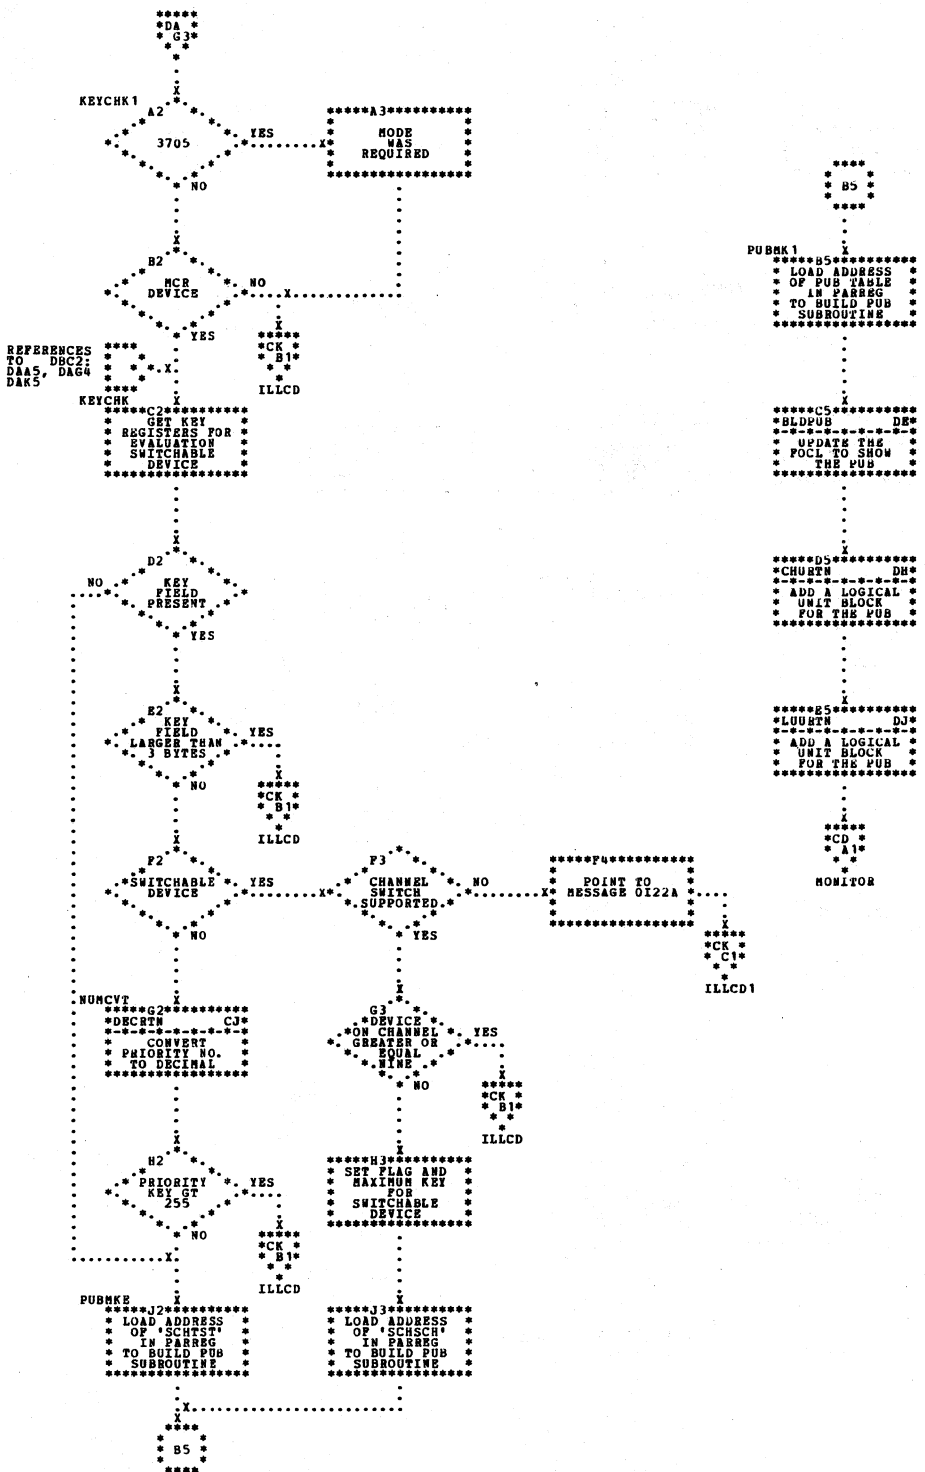 DA
G3
KEYCHK1
A2
3705
YES
NO
A3
MODE
WAS
REQUIRED
B2
MCR
DEVICE
NO
YES
CK
B1
ILLCD
REFERENCES
TO DBC2:
DAA5, DAG4
DAK5
KEYCHK
C2
GET KEY
REGISTERS FOR
EVALUATION
SWITCHABLE
DEVICE
D2
NO
KEY
FIELD
PRESENT
YES
E2
KEY
FIELD
LARGER THAN
3 BYTES
YES
NO
CK
B1
ILLCD
F2
SWITCHABLE
DEVICE
YES
NO
F3
CHANNEL
SWITCH
SUPPORTED
NO
YES
F4
POINT TO
MESSAGE 0I22A
CK
C1
ILLCD1
NUMCVT
G2
DECRTN CJ
CONVERT
PRIORITY NO.
TO DECIMAL
G3
DEVICE
ON CHANNEL
GREATER OR
EQUAL
NINE
YES
NO
CK
B1
ILLCD
H2
PRIORITY
KEY GT
255
YES
NO
CK
B1
ILLCD
H3
SET FLAG AND
MAXIMUM KEY
FOR
SWITCHABLE
DEVICE
PUBMKE
J2
LOAD ADDRESS
OF 'SCHTST'
IN PARREG
TO BUILD PUB
SUBROUTINE
J3
LOAD ADDRESS
OF 'SCHSCH'
IN PARREG
TO BUILD PUB
SUBROUTINE
B5
B5
PUBMK1
B5
LOAD ADDRESS
OF PUB TABLE
IN PARREG
TO BUILD PUB
SUBROUTINE
C5
BLDPUB DE
UPDATE THE
FOCL TO SHOW
THE PUB
D5
CHURTN DH
ADD A LOGICAL
UNIT BLOCK
FOR THE PUB
E5
LUURTN DJ
ADD A LOGICAL
UNIT BLOCK
FOR THE PUB
CD
A1
MONITOR